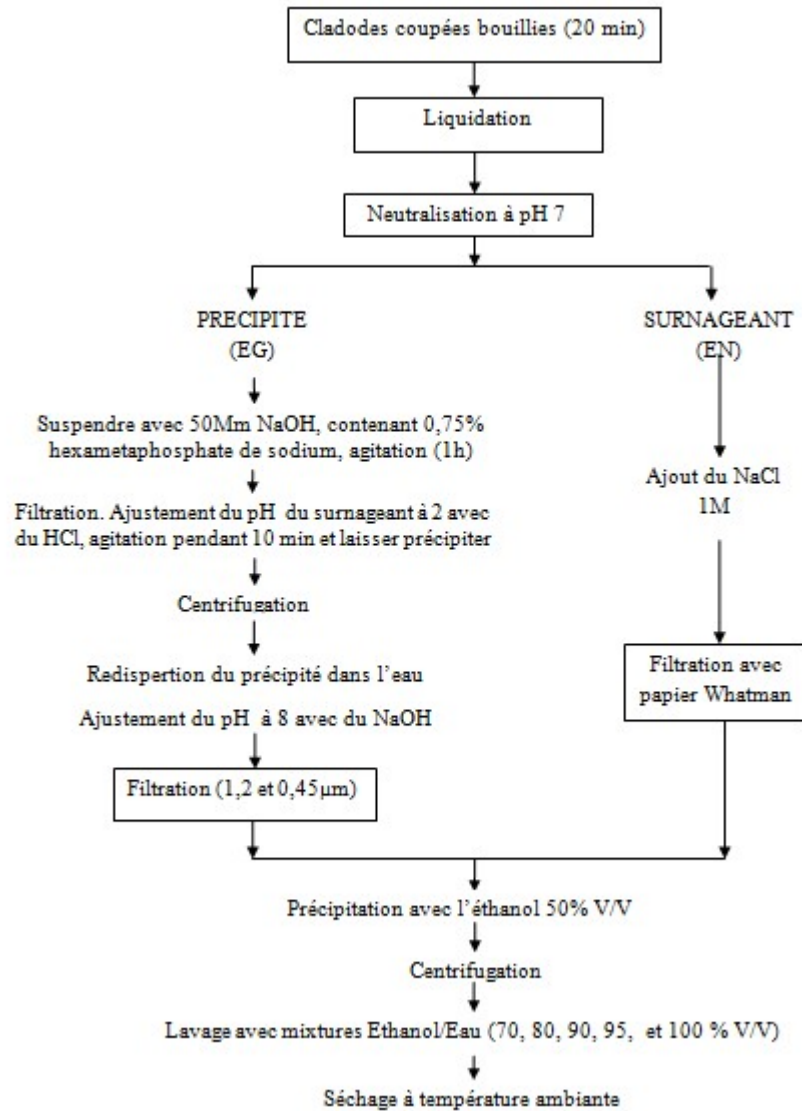 Cladodes coupées bouillies (20 min)
Liquidation
Neutralisation à pH 7
PRECIPITE
(EG)
Suspendre avec 50Mm NaOH, contenant 0,75%
hexametaphosphate de sodium, agitation (1h)
Filtration. Ajustement du pH du surnageant à 2 avec
du HCl, agitation pendant 10 min et laisser précipiter
Centrifugation
Redispertion du précipité dans l’eau
Ajustement du pH à 8 avec du NaOH
Filtration (1,2 et 0,45µm)
SURNAGEANT
(EN)
Ajout du NaCl
1M
Filtration avec
papier Whatman
Précipitation avec l’éthanol 50% V/V
Centrifugation
Lavage avec mixtures Ethanol/Eau (70, 80, 90, 95, et 100 % V/V)
Séchage à température ambiante